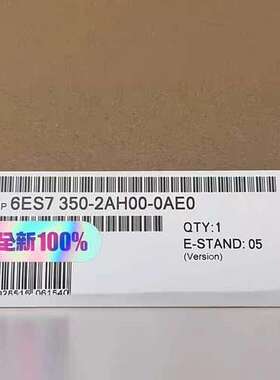 P 6ES7 350-2AH00-0AE0
全新100%
QTY:1
E-STAND: 05
(Version)